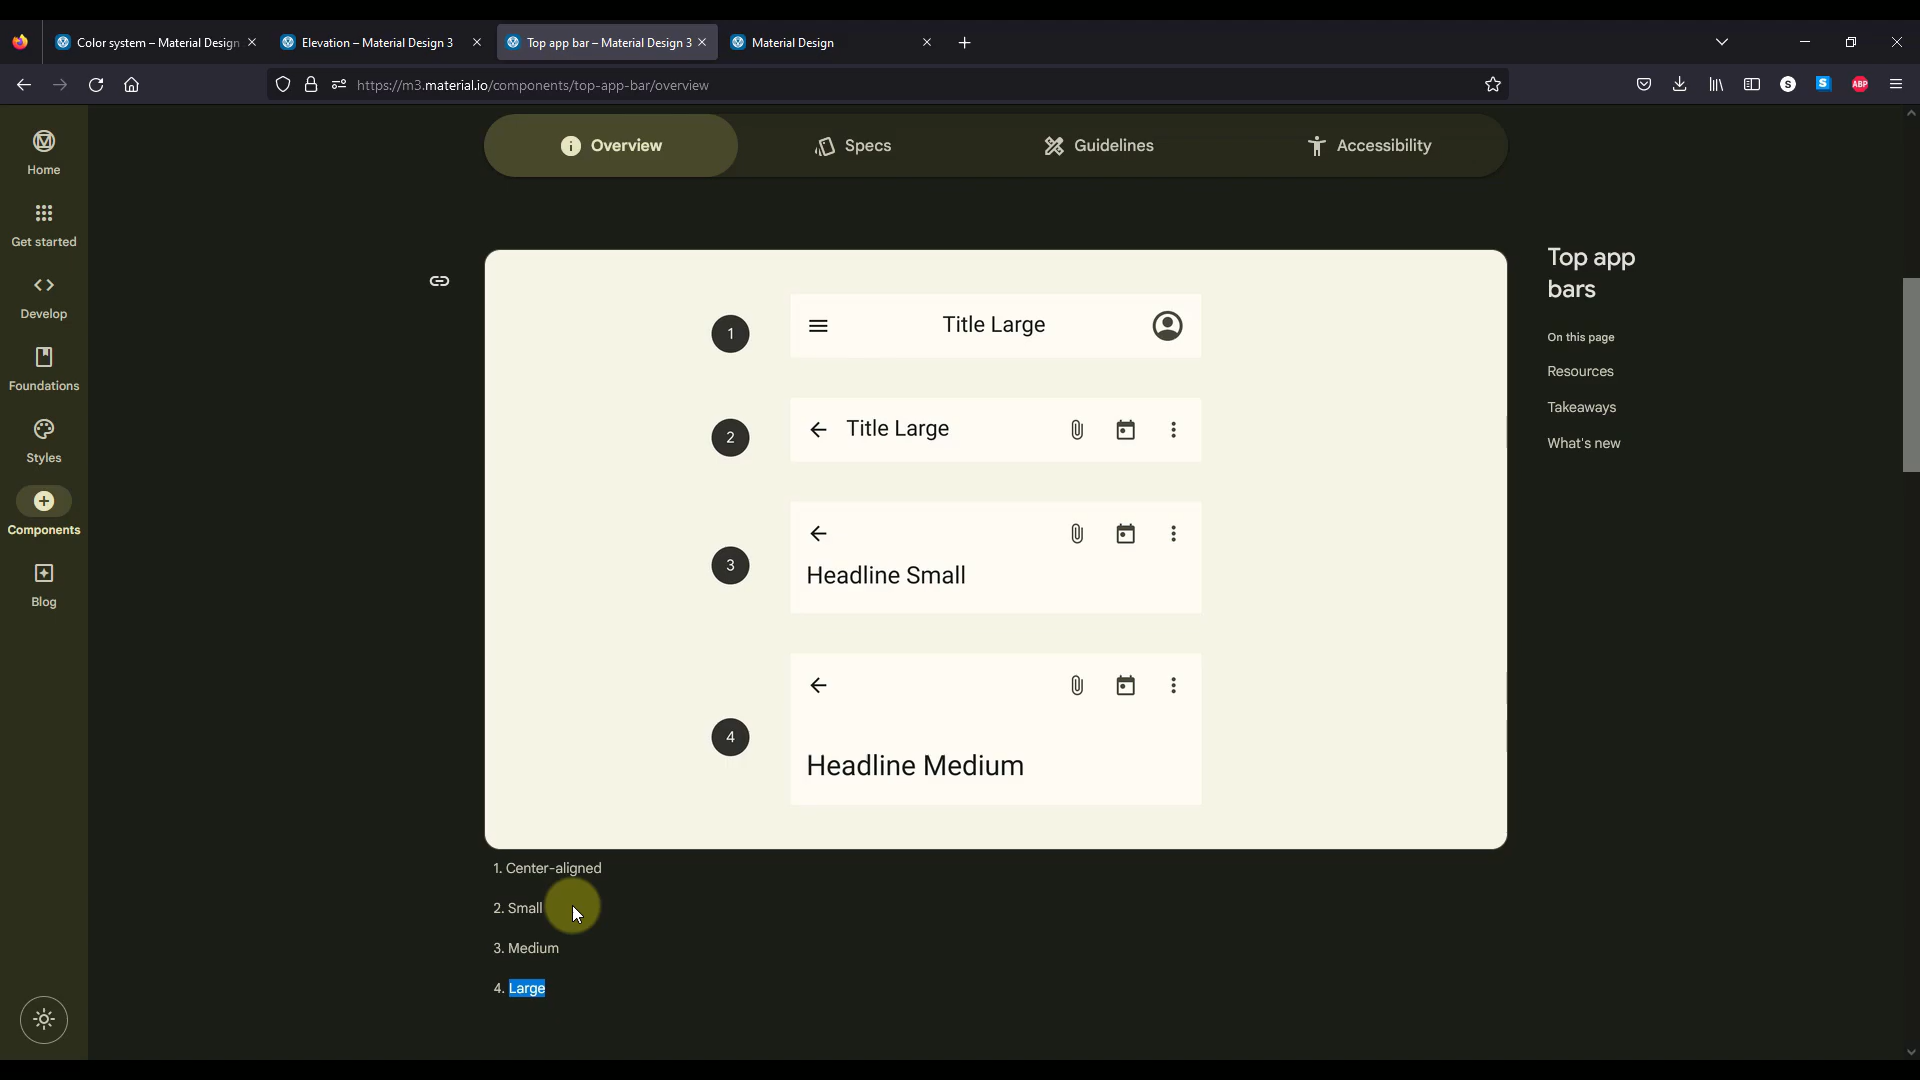 Color system – Material Design
Elevation – Material Design 3
Top app bar – Material Design 3
Material Design
https://m3.material.io/components/top-app-bar/overview
S
S
ABP
Home
Get started
Develop
Foundations
Styles
Components
Blog
Overview
Specs
Guidelines
Accessibility
1
Title Large
2
Title Large
3
Headline Small
4
Headline Medium
1. Center-aligned
2. Small
3. Medium
4. Large
Top app
bars
On this page
Resources
Takeaways
What's new